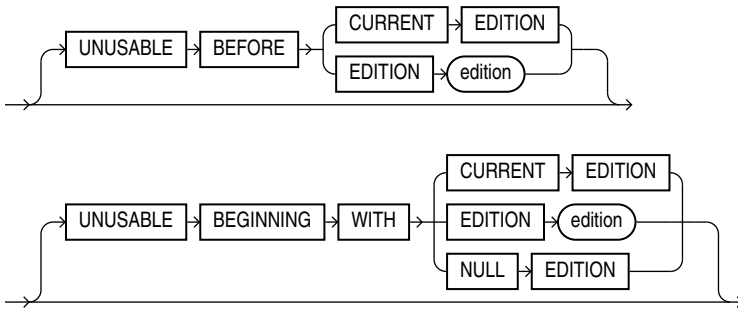 UNUSABLE BEFORE CURRENT EDITION
EDITION edition
UNUSABLE BEGINNING WITH CURRENT EDITION
EDITION edition
NULL EDITION